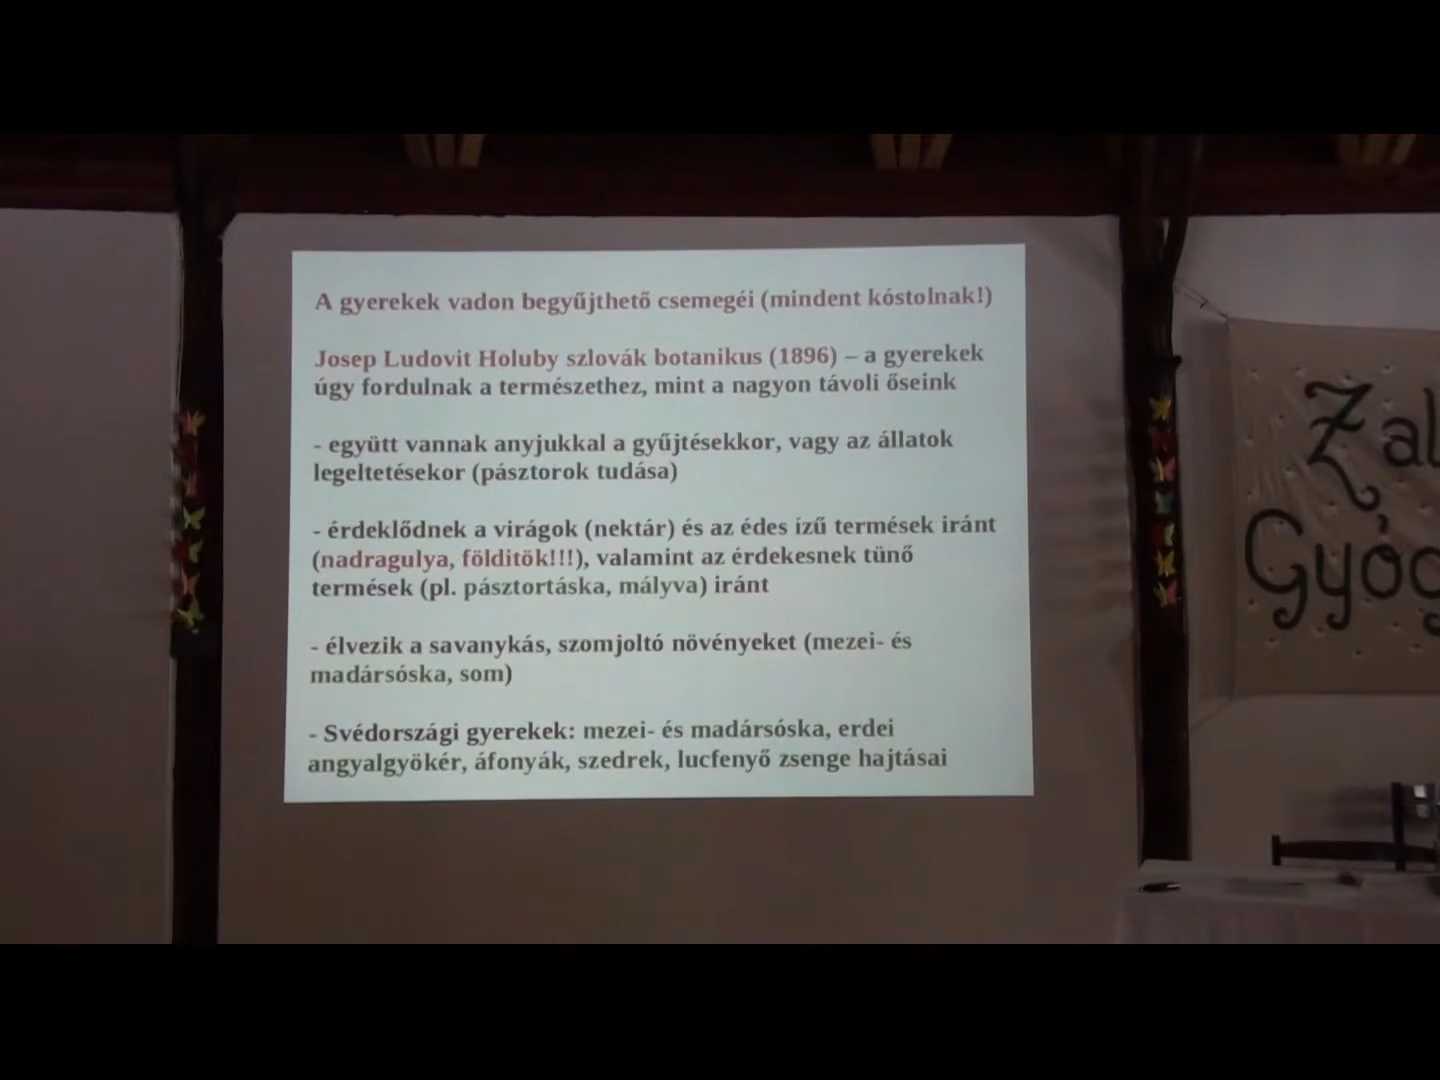 A gyerekek vadon begyűjthető csemegéi (mindent kóstolnak!)
Josep Ludovit Holuby szlovák botanikus (1896) – a gyerekek
úgy fordulnak a természethez, mint a nagyon távoli őseink
- együtt vannak anyjukkal a gyűjtésekkor, vagy az állatok
legeltetésekor (pásztorok tudása)
- érdeklődnek a virágok (nektár) és az édes ízű termések iránt
(nadragulya, földitök!!!), valamint az érdekesnek tünő
termések (pl. pásztortáska, mályva) iránt
- élvezik a savanykás, szomjoltó növényeket (mezei- és
madársóska, som)
- Svédországi gyerekek: mezei- és madársóska, erdei
angyalgyökér, áfonyák, szedrek, lucfenyő zsenge hajtásai
Zal
Gyóg